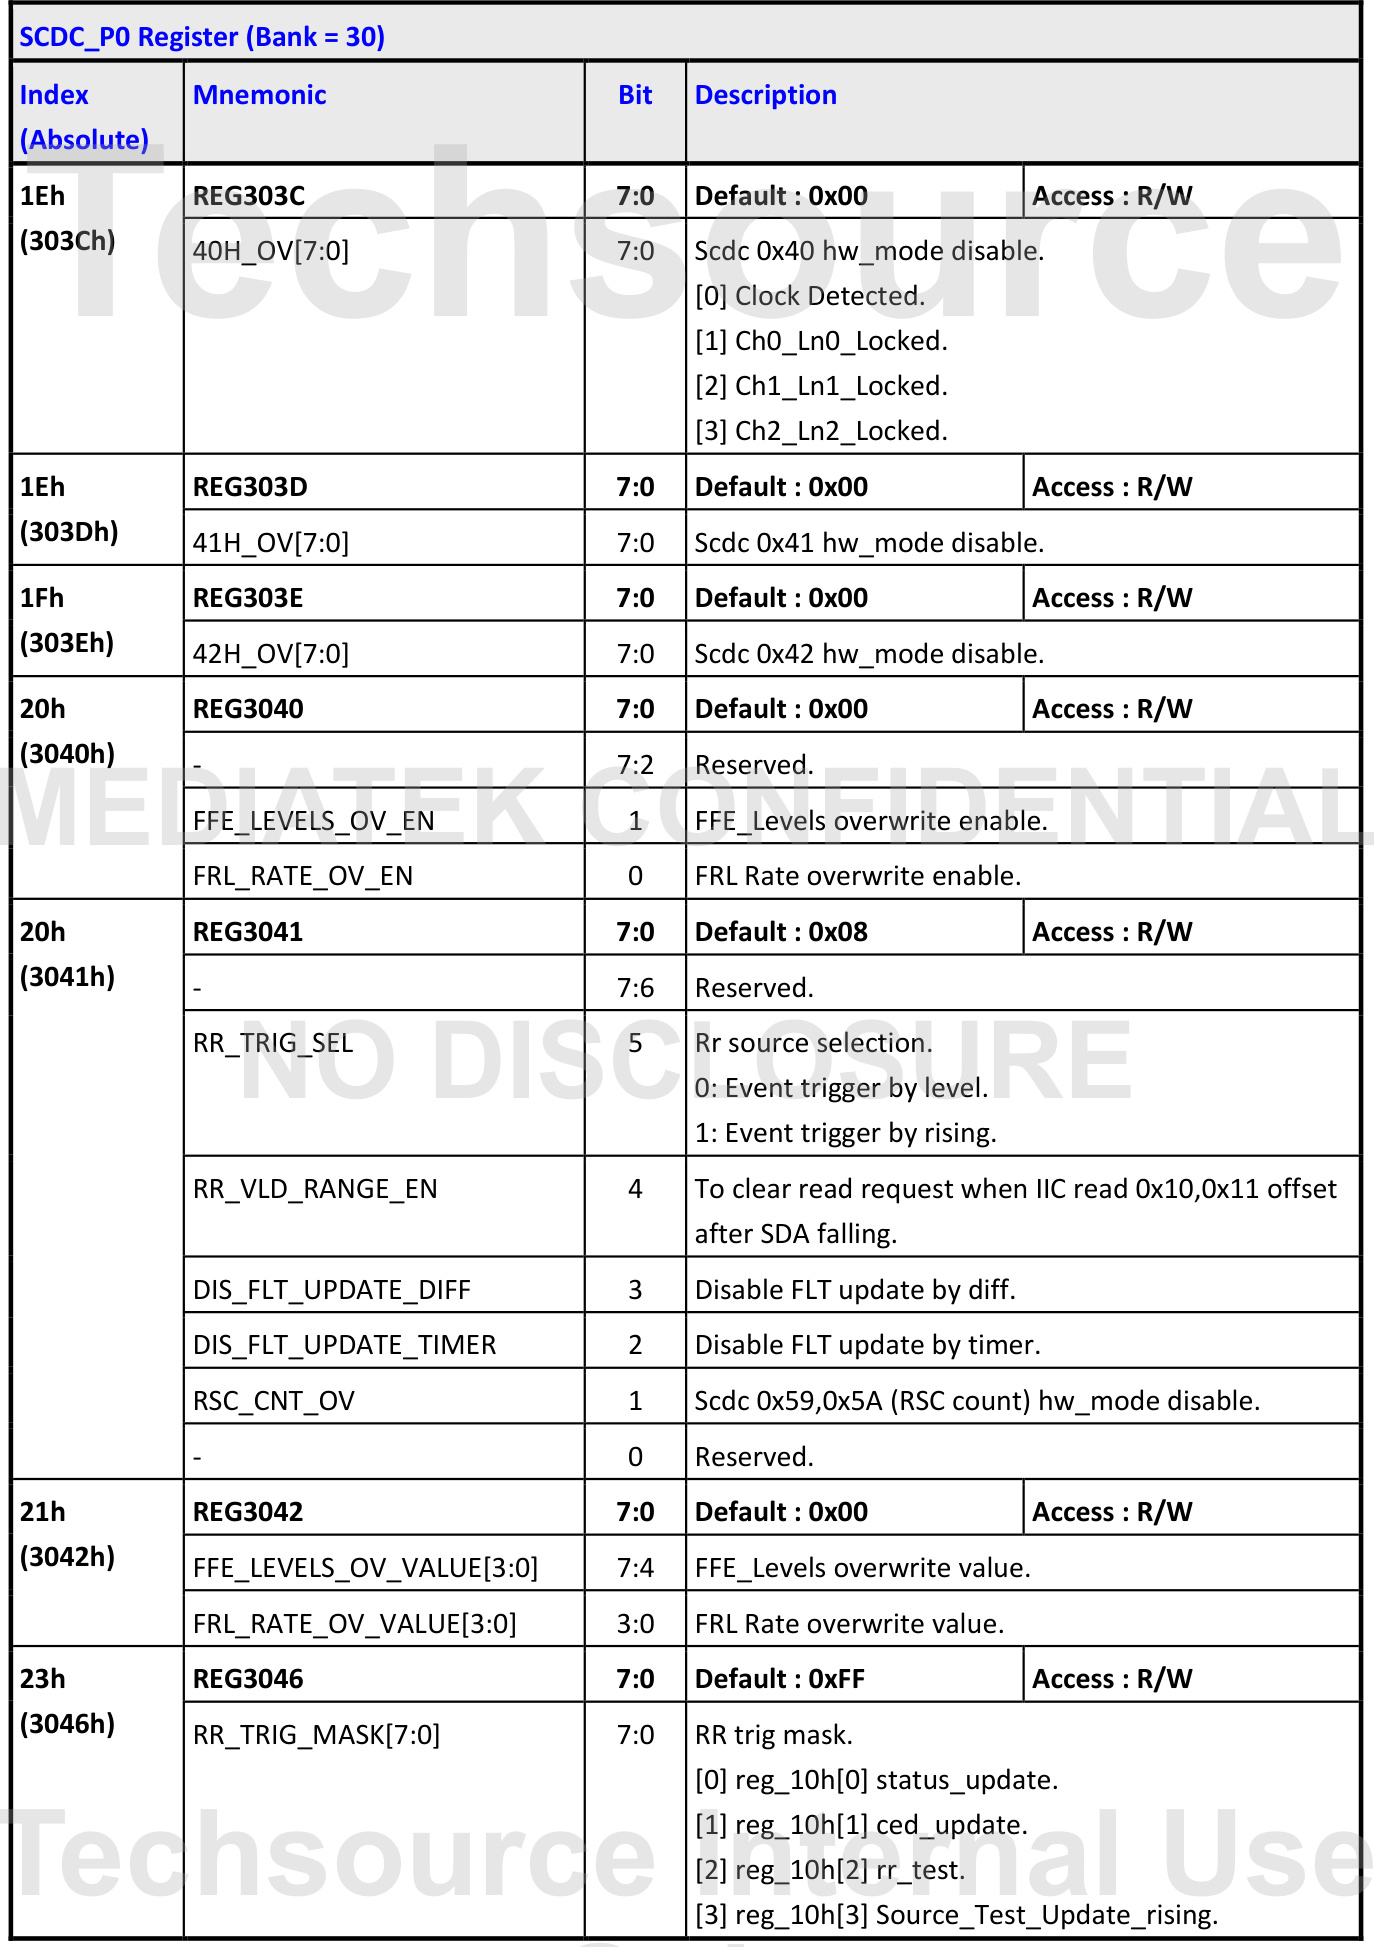 SCDC_P0 Register (Bank = 30)
Index (Absolute) Mnemonic Bit Description
1Eh (303Ch) REG303C 7:0 Default : 0x00 Access : R/W
40H_OV[7:0] 7:0 Scdc 0x40 hw_mode disable.
[0] Clock Detected.
[1] Ch0_Ln0_Locked.
[2] Ch1_Ln1_Locked.
[3] Ch2_Ln2_Locked.
1Eh (303Dh) REG303D 7:0 Default : 0x00 Access : R/W
41H_OV[7:0] 7:0 Scdc 0x41 hw_mode disable.
1Fh (303Eh) REG303E 7:0 Default : 0x00 Access : R/W
42H_OV[7:0] 7:0 Scdc 0x42 hw_mode disable.
20h (3040h) REG3040 7:0 Default : 0x00 Access : R/W
- 7:2 Reserved.
FFE_LEVELS_OV_EN 1 FFE_Levels overwrite enable.
FRL_RATE_OV_EN 0 FRL Rate overwrite enable.
20h (3041h) REG3041 7:0 Default : 0x08 Access : R/W
- 7:6 Reserved.
RR_TRIG_SEL 5 Rr source selection.
0: Event trigger by level.
1: Event trigger by rising.
RR_VLD_RANGE_EN 4 To clear read request when IIC read 0x10,0x11 offset
after SDA falling.
DIS_FLT_UPDATE_DIFF 3 Disable FLT update by diff.
DIS_FLT_UPDATE_TIMER 2 Disable FLT update by timer.
RSC_CNT_OV 1 Scdc 0x59,0x5A (RSC count) hw_mode disable.
- 0 Reserved.
21h (3042h) REG3042 7:0 Default : 0x00 Access : R/W
FFE_LEVELS_OV_VALUE[3:0] 7:4 FFE_Levels overwrite value.
FRL_RATE_OV_VALUE[3:0] 3:0 FRL Rate overwrite value.
23h (3046h) REG3046 7:0 Default : 0xFF Access : R/W
RR_TRIG_MASK[7:0] 7:0 RR trig mask.
[0] reg_10h[0] status_update.
[1] reg_10h[1] ced_update.
[2] reg_10h[2] rr_test.
[3] reg_10h[3] Source_Test_Update_rising.
Techsource
MEDIATEK CONFIDENTIAL
NO DISCLOSURE
Techsource Internal Use